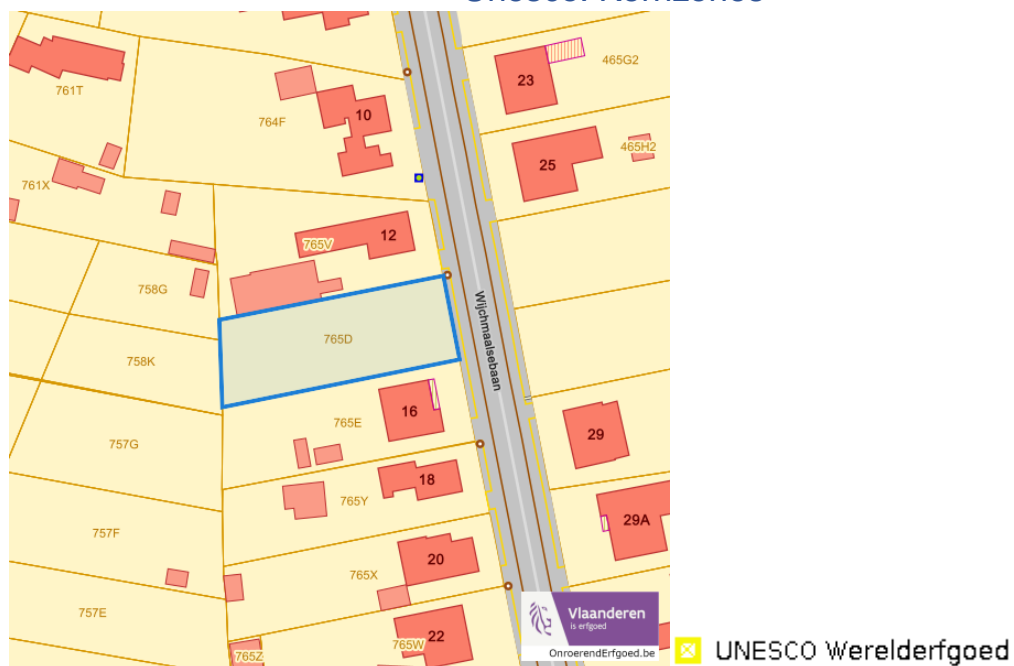 23
465G2
761T
764F
10
25
465H2
761X
765V
12
758G
765D
Wijchmaalsebaan
758K
765E
16
757G
29
18
765Y
29A
757F
20
765X
757E
Vlaanderen
is erfgoed
22
765W
765Z
OnroerendErfgoed.be
UNESCO Werelderfgoed